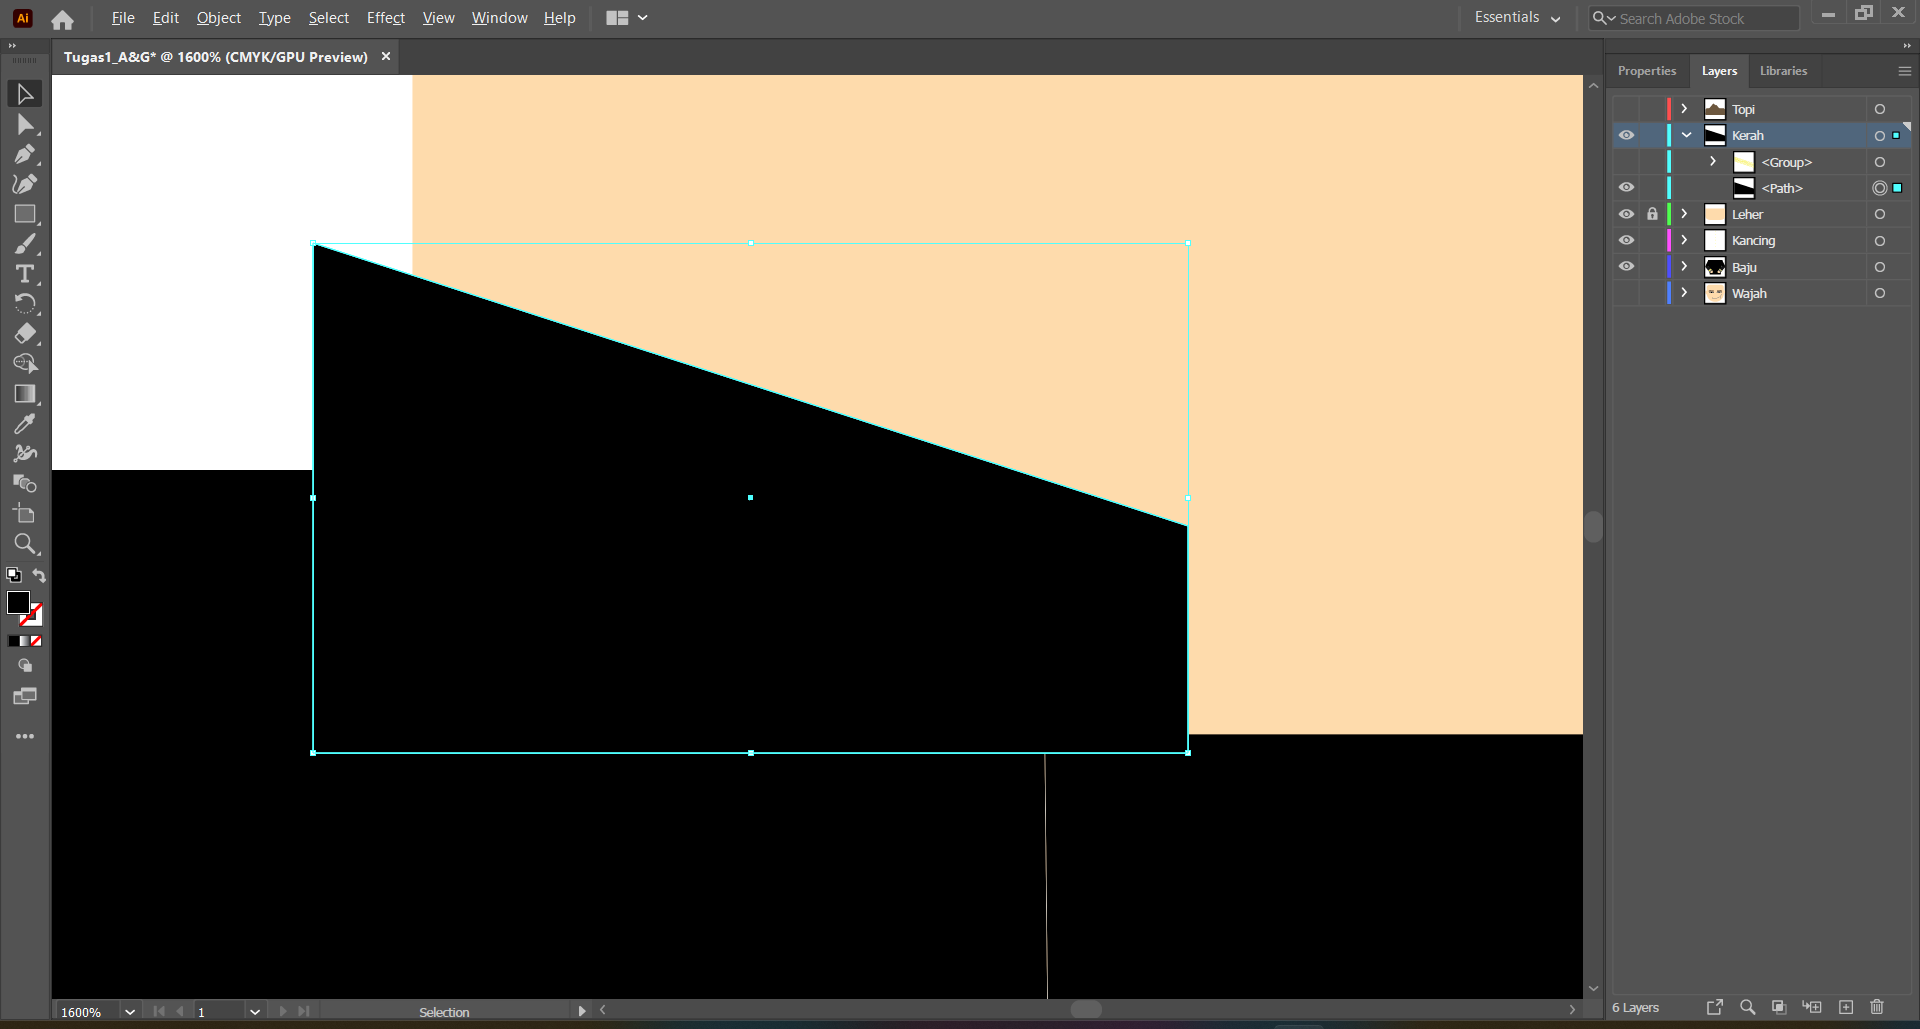 Ai File Edit Object Type Select Effect View Window Help Essentials Search Adobe Stock
Tugas1_A&G* @ 1600% (CMYK/GPU Preview) ×
Properties Layers Libraries
Topi
Kerah
<Group>
<Path>
Leher
Kancing
Baju
Wajah
6 Layers
1600% 1 Selection